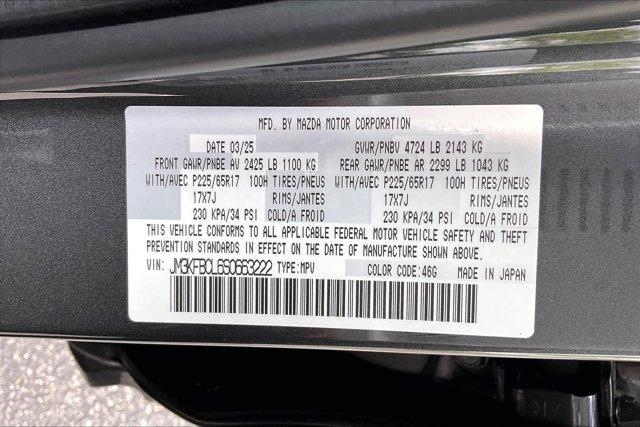 MFD. BY MAZDA MOTOR CORPORATION
DATE 03/25 GVWR/PNBV 4724 LB 2143 KG
FRONT GAWR/PNBE AV 2425 LB 1100 KG REAR GAWR/PNBE AR 2299 LB 1043 KG
WITH/AVEC P225/65R17 100H TIRES/PNEUS WITH/AVEC P225/65R17 100H TIRES/PNEUS
17X7J RIMS/JANTES 17X7J RIMS/JANTES
230 KPA/34 PSI COLD/A FROID 230 KPA/34 PSI COLD/A FROID
THIS VEHICLE CONFORMS TO ALL APPLICABLE FEDERAL MOTOR VEHICLE SAFETY AND THEFT
PREVENTION STANDARDS IN EFFECT ON THE DATE OF MANUFACTURE SHOWN ABOVE.
VIN: JM3KFBCL6S0663222 TYPE:MPV COLOR CODE:46G MADE IN JAPAN